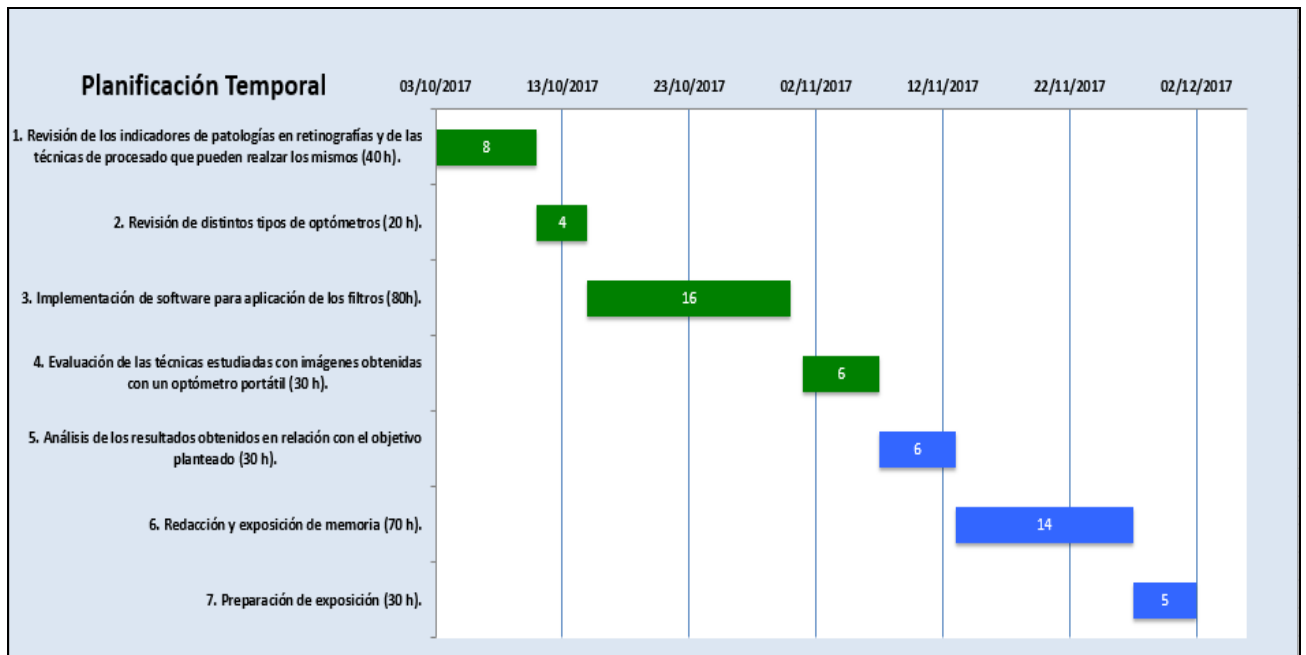 Planificación Temporal
03/10/2017 13/10/2017 23/10/2017 02/11/2017 12/11/2017 22/11/2017 02/12/2017
1. Revisión de los indicadores de patologías en retinografías y de las
técnicas de procesado que pueden realzar los mismos (40 h).
8
2. Revisión de distintos tipos de optómetros (20 h).
4
3. Implementación de software para aplicación de los filtros (80h).
16
4. Evaluación de las técnicas estudiadas con imágenes obtenidas
con un optómetro portátil (30 h).
6
5. Análisis de los resultados obtenidos en relación con el objetivo
planteado (30 h).
6
6. Redacción y exposición de memoria (70 h).
14
7. Preparación de exposición (30 h).
5